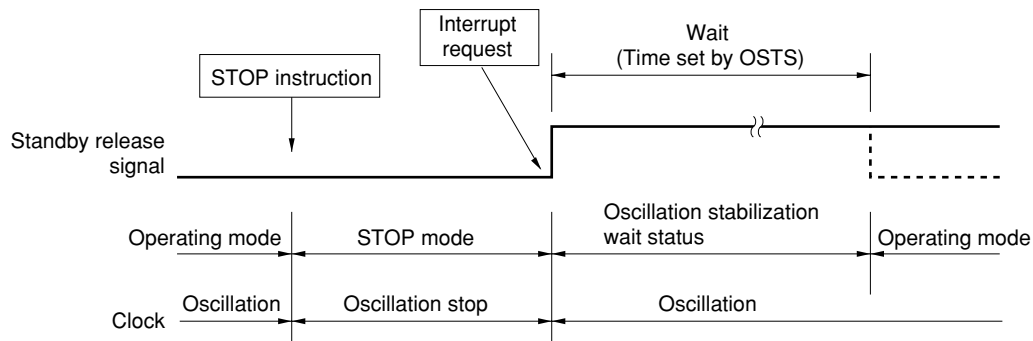 Interrupt
request
Wait
(Time set by OSTS)
STOP instruction
Standby release
signal
Operating mode
STOP mode
Oscillation stabilization
wait status
Operating mode
Clock
Oscillation
Oscillation stop
Oscillation